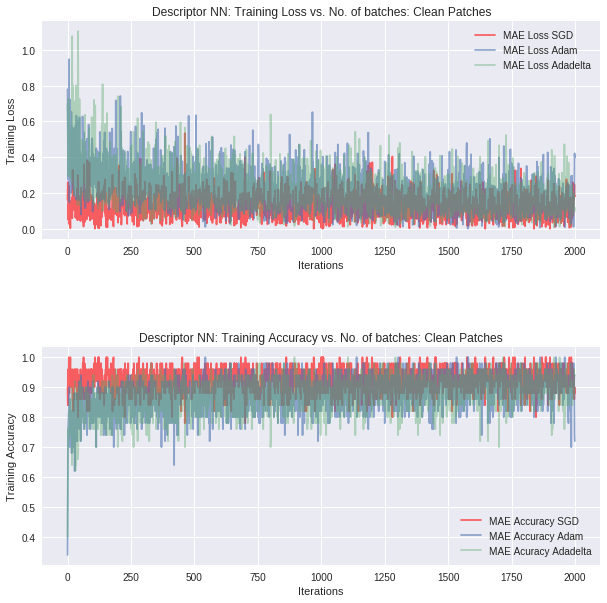 Descriptor NN: Training Loss vs. No. of batches: Clean Patches
MAE Loss SGD
MAE Loss Adam
MAE Loss Adadelta
1.0
0.8
0.6
0.4
0.2
0.0
Training Loss
0 250 500 750 1000 1250 1500 1750 2000
Iterations
Descriptor NN: Training Accuracy vs. No. of batches: Clean Patches
1.0
0.9
0.8
0.7
0.6
0.5
0.4
Training Accuracy
MAE Accuracy SGD
MAE Accuracy Adam
MAE Acuracy Adadelta
0 250 500 750 1000 1250 1500 1750 2000
Iterations